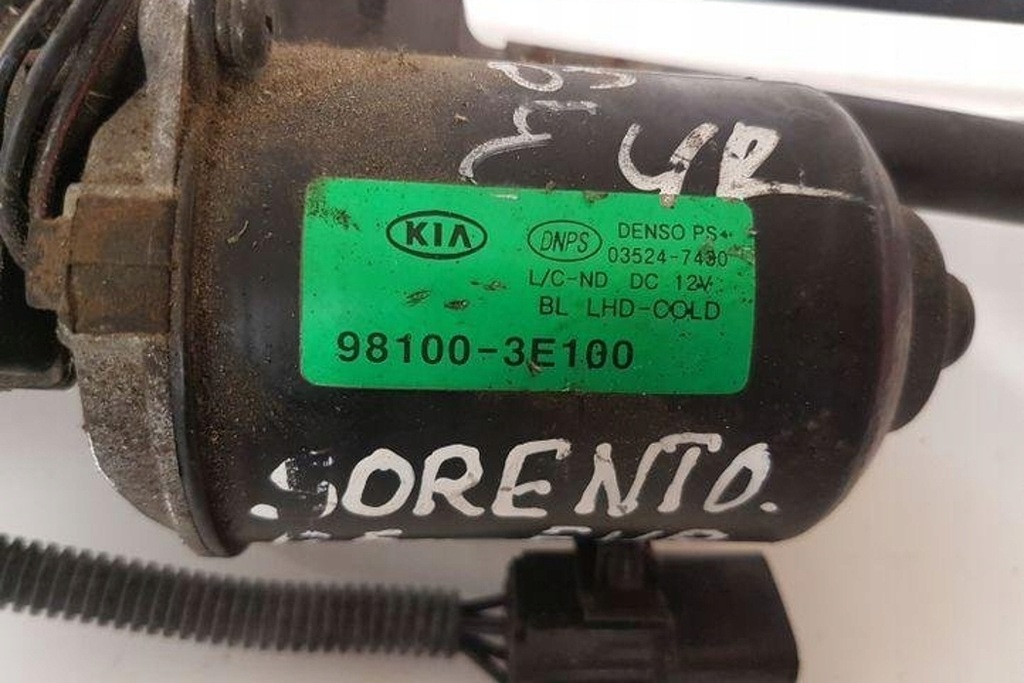 KIA
DNPS
DENSO PS
03524-7430
L/C-ND DC 12V
BL LHD-COLD
98100-3E100
SORENTO.